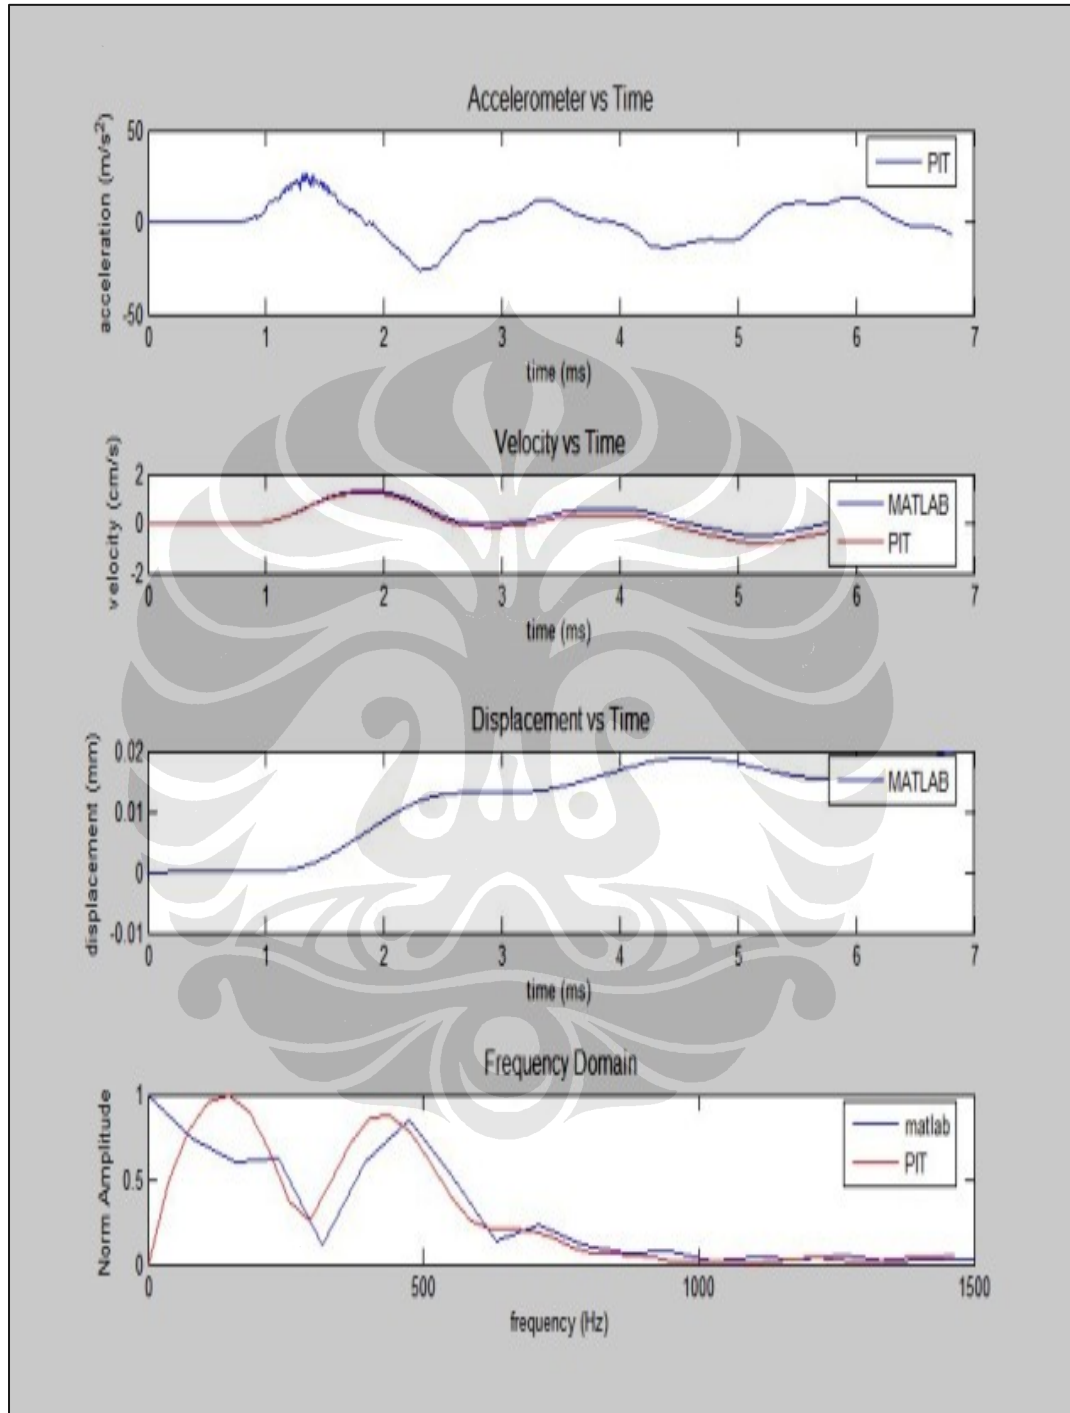 Accelerometer vs Time
acceleration (m/s²)
50
0
-50
PIT
0 1 2 3 4 5 6 7
time (ms)
Velocity vs Time
velocity (cm/s)
2
0
-2
MATLAB
PIT
0 1 2 3 4 5 6 7
time (ms)
Displacement vs Time
displacement (mm)
0.02
0.01
0
-0.01
MATLAB
0 1 2 3 4 5 6 7
time (ms)
Frequency Domain
Norm Amplitude
1
0.5
0
matlab
PIT
0 500 1000 1500
frequency (Hz)